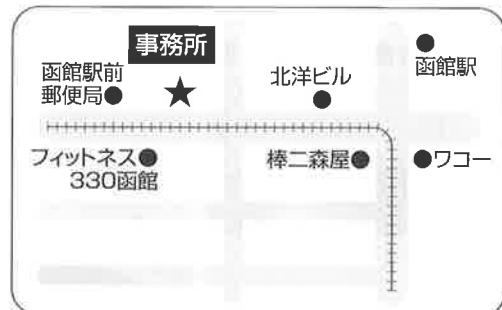 事務所
函館駅
函館駅前
郵便局
北洋ビル
フィットネス
330函館
棒二森屋
ワコー